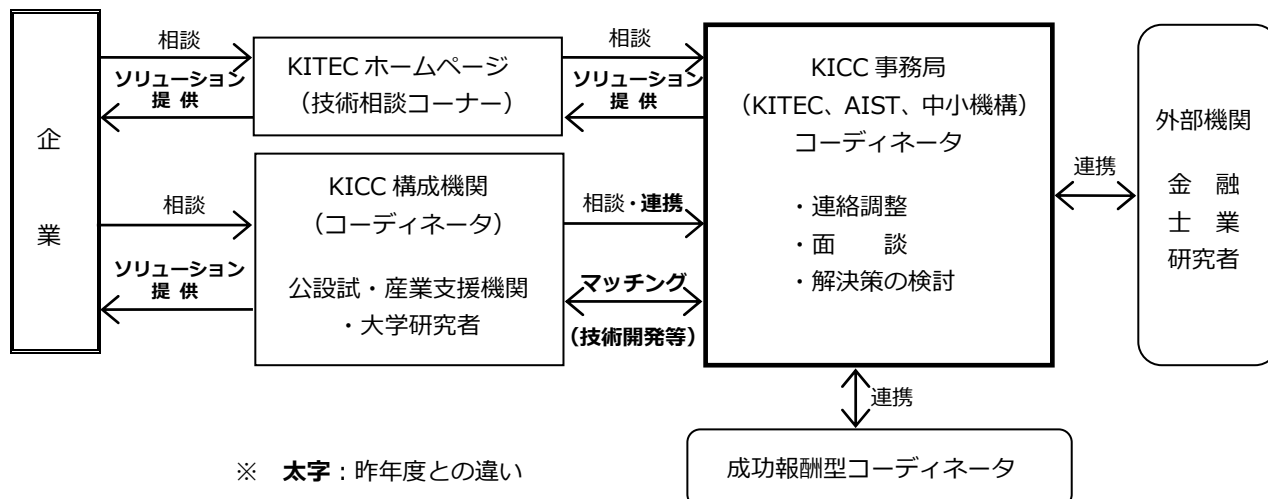 企
業
相談
ソリューション
提 供
KITEC ホームページ
（技術相談コーナー）
相談
ソリューション
提 供
相談
ソリューション
提 供
KICC 構成機関
（コーディネータ）
公設試・産業支援機関
・大学研究者
相談・連携
マッチング
（技術開発等）
KICC 事務局
（KITEC、AIST、中小機構）
コーディネータ
・連絡調整
・面　　談
・解決策の検討
連携
外部機関
金　融
士　業
研究者
連携
成功報酬型コーディネータ
※　太字：昨年度との違い